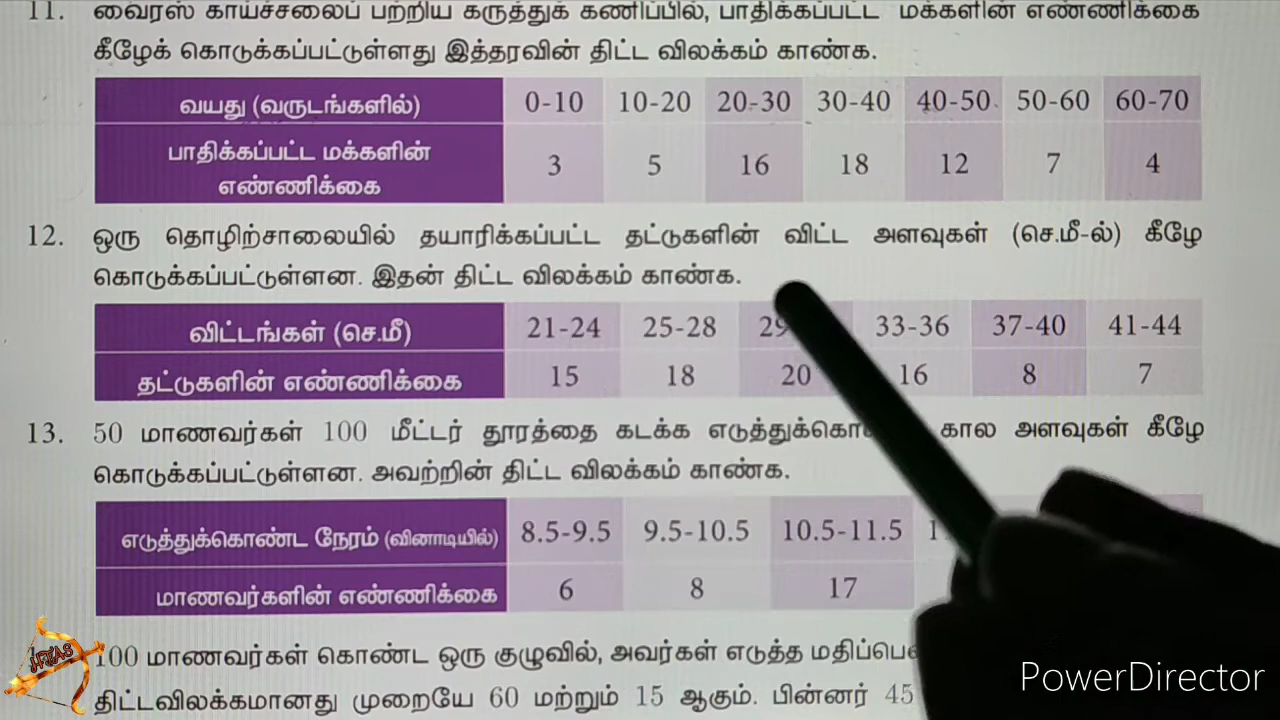 11. வைரஸ் காய்ச்சலைப் பற்றிய கருத்துக் கணிப்பில், பாதிக்கப்பட்ட மக்களின் எண்ணிக்கை
கீழேக் கொடுக்கப்பட்டுள்ளது இத்தரவின் திட்ட விலக்கம் காண்க.
வயது (வருடங்களில்) 0-10 10-20 20-30 30-40 40-50 50-60 60-70
பாதிக்கப்பட்ட மக்களின்
எண்ணிக்கை 3 5 16 18 12 7 4
12. ஒரு தொழிற்சாலையில் தயாரிக்கப்பட்ட தட்டுகளின் விட்ட அளவுகள் (செ.மீ-ல்) கீழே
கொடுக்கப்பட்டுள்ளன. இதன் திட்ட விலக்கம் காண்க.
விட்டங்கள் (செ.மீ) 21-24 25-28 29 33-36 37-40 41-44
தட்டுகளின் எண்ணிக்கை 15 18 20 16 8 7
13. 50 மாணவர்கள் 100 மீட்டர் தூரத்தை கடக்க கால அளவுகள் கீழே
கொடுக்கப்பட்டுள்ளன. அவற்றின் திட்ட விலக்கம் காண்க.
எடுத்துக்கொண்ட நேரம் (வினாடியில்) 8.5-9.5 9.5-10.5 10.5-11.5
மாணவர்களின் எண்ணிக்கை 6 8 17
100 மாணவர்கள் கொண்ட ஒரு குழுவில், அவர்கள் எடுத்த
திட்டவிலக்கமானது முறையே 60 மற்றும் 15 ஆகும். பின்னர் 45
PowerDirector